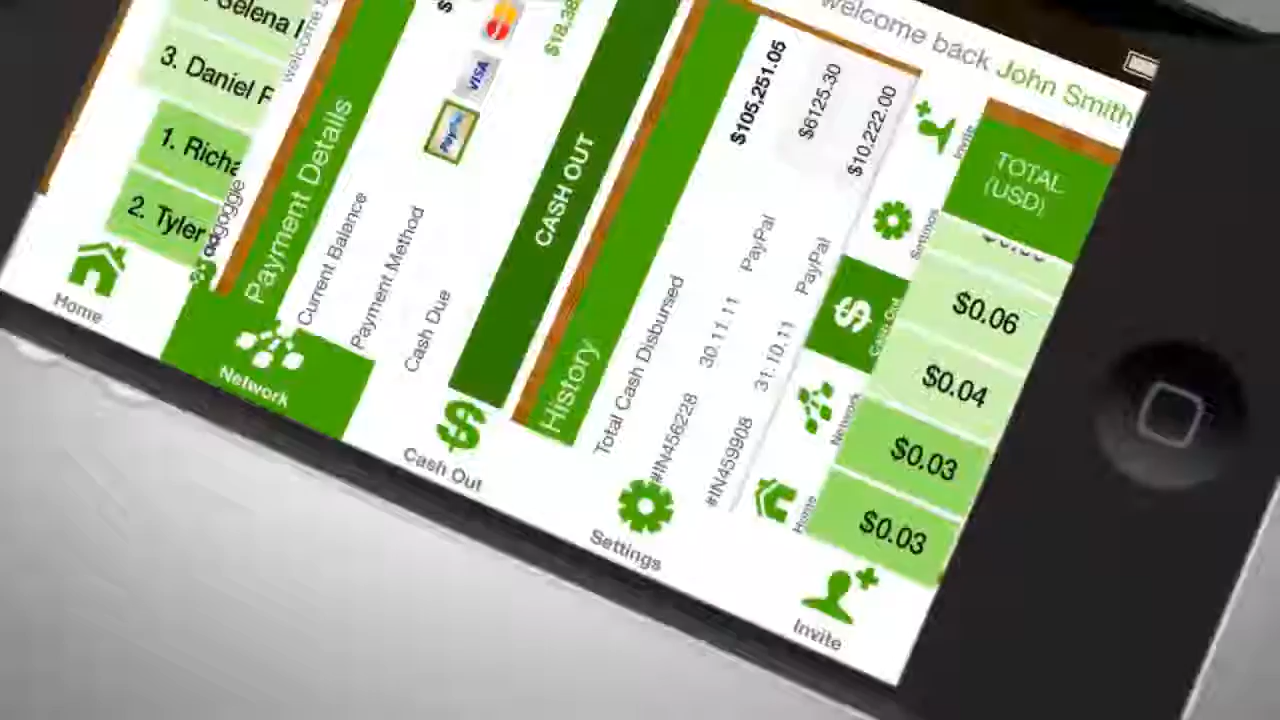 welcome back John Smith
TOTAL
(USD)
3. Daniel
$0.06
$0.04
1. Richa
$0.03
2. Tyler
$0.03
Home
Network
Cash Out
Settings
Invite
Payment Details
Current Balance
Payment Method
PayPal
VISA
Cash Due
CASH OUT
History
Total Cash Disbursed
$105,251.05
#IN456228
30.11.11
PayPal
$6125.30
#IN459908
31.10.11
PayPal
$10,222.00
Home
Network
Cash Out
Settings
Invite